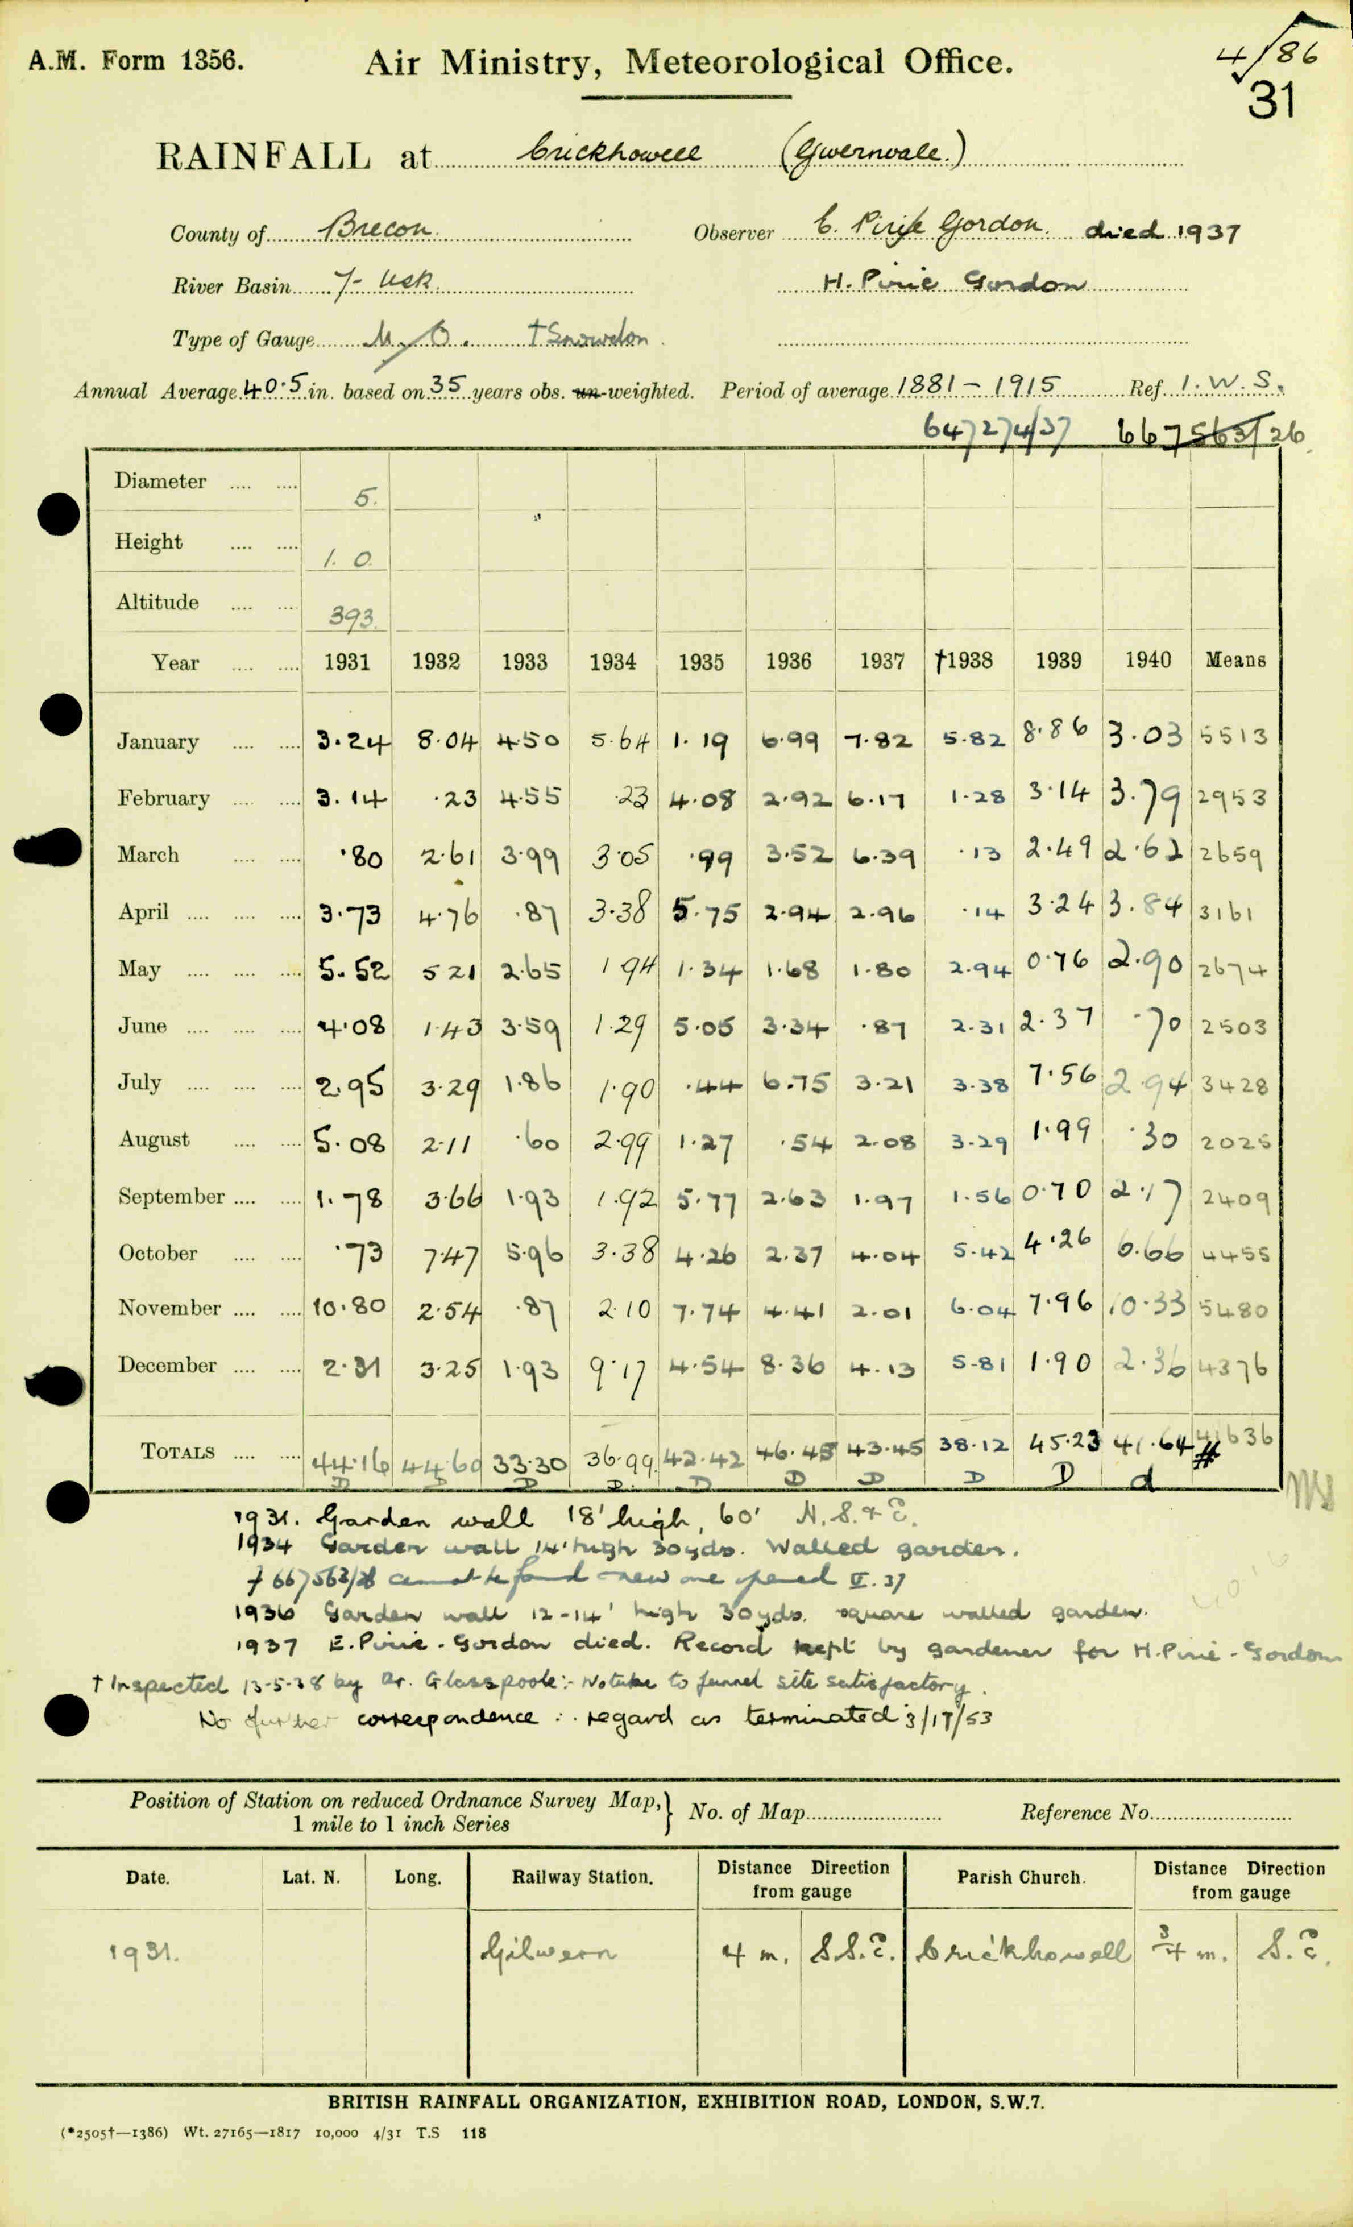 A.M. Form 1356. Air Ministry, Meteorological Office. 4/86
31
RAINFALL at Crickhowell (Gwernvale.)
County of Brecon. Observer C. Pirie Gordon. died 1937
River Basin 7- Usk. H. Pirie Gordon
Type of Gauge M.O. †Snowdon.
Annual Average 40.5 in. based on 35 years obs. un-weighted. Period of average 1881-1915 Ref. I.W.S.
647274/37 667563/26
Diameter .... .... 5.
Height .... .... 1. 0
Altitude .... .... 393.
Year .... .... 1931 1932 1933 1934 1935 1936 1937 †1938 1939 1940 Means
January .... .... 3.24 8.04 4.50 5.64 1.19 6.99 7.82 5.82 8.86 3.03 5513
February .... .... 3.14 .23 4.55 .23 4.08 2.92 6.17 1.28 3.14 3.79 2953
March .... .... .80 2.61 3.99 3.05 .99 3.52 6.39 .13 2.49 2.62 2659
April .... .... .... 3.73 4.76 .87 3.38 5.75 2.94 2.96 .14 3.24 3.84 3161
May .... .... .... 5.52 5 21 2.65 1 94 1.34 1.68 1.80 2.94 0.76 2.90 2674
June .... .... .... 4.08 1.43 3.59 1.29 5.05 3.34 .87 2.31 2.37 .70 2503
July .... .... .... 2.95 3.29 1.86 1.90 .44 6.75 3.21 3.38 7.56 2.94 3428
August .... .... 5.08 2.11 .60 2.99 1.27 .54 2.08 3.29 1.99 .30 2025
September .... .... 1.78 3.66 1.93 1.92 5.77 2.63 1.97 1.56 0.70 2.17 2409
October .... .... .73 7.47 5.96 3.38 4.26 2.37 4.04 5.42 4.26 6.66 4455
November .... .... 10.80 2.54 .87 2.10 7.74 4.41 2.01 6.04 7.96 10.33 5480
December .... .... 2.31 3.25 1.93 9.17 4.54 8.36 4.13 5.81 1.90 2.36 4376
TOTALS .... .... 44.16 44.60 33.30 36.99 42.42 46.45 43.45 38.12 45.23 41.64 41636
D D D D. D D D D D d #
1931. Garden wall 18' high, 60' N. S. & E.
1934 Garden wall 14' high 30yds. Walled garden.
† 667563/26 cannot be found - new one opened II.37
1936 Garden wall 12-14' high 30yds. square walled garden.
1937 E. Pirie-Gordon died. Record kept by gardener for H. Pirie-Gordon
† Inspected 13-5-38 by Dr. Glasspoole:- No tube to funnel site satisfactory.
No further correspondence ∴ regard as terminated 3/17/53
Position of Station on reduced Ordnance Survey Map, } No. of Map Reference No.
1 mile to 1 inch Series
Date. Lat. N. Long. Railway Station. Distance Direction from gauge Parish Church. Distance Direction from gauge
1931. Gilwern 4 m. S.S.E. Crickhowell 3/4 m. S.E.
BRITISH RAINFALL ORGANIZATION, EXHIBITION ROAD, LONDON, S.W.7.
(*2505†—1386) Wt. 27165—1817 10,000 4/31 T.S 118